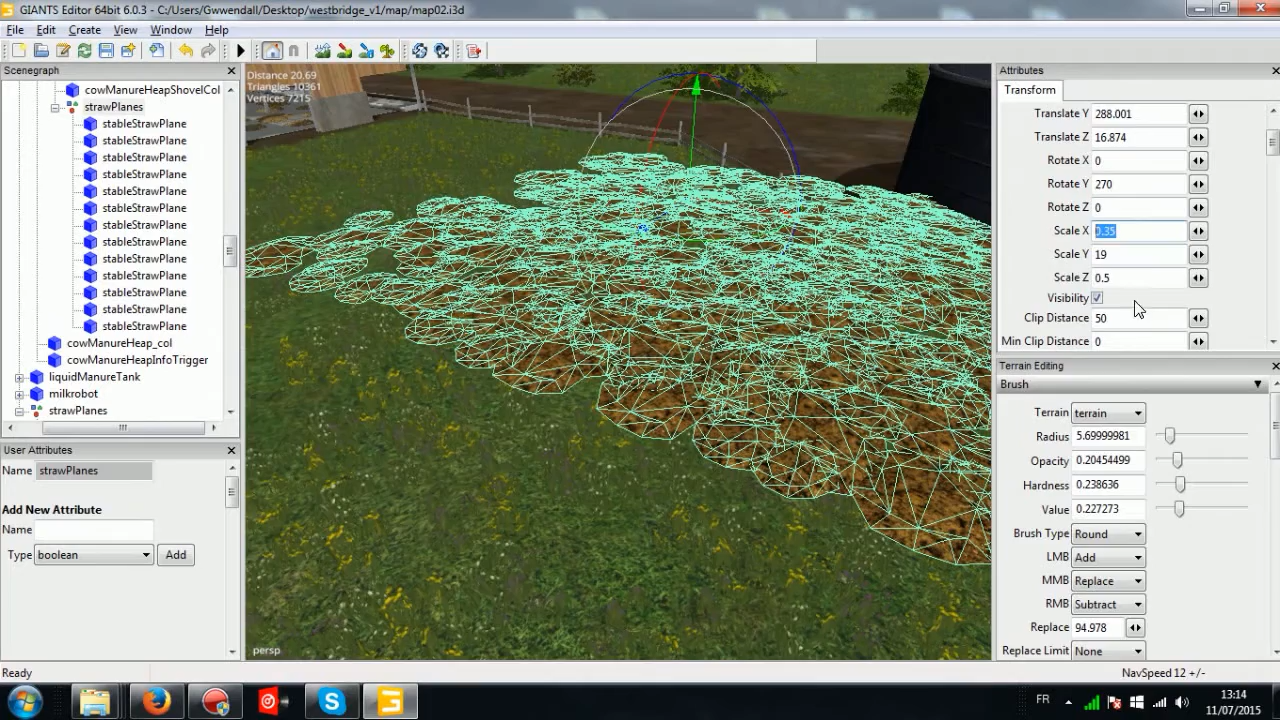 GIANTS Editor 64bit 6.0.3 - C:/Users/Gwwendall/Desktop/westbridge_v1/map/map02.i3d
File Edit Create View Window Help
Scenegraph
cowManureHeapShovelCol
strawPlanes
stableStrawPlane
stableStrawPlane
stableStrawPlane
stableStrawPlane
stableStrawPlane
stableStrawPlane
stableStrawPlane
stableStrawPlane
stableStrawPlane
stableStrawPlane
stableStrawPlane
stableStrawPlane
stableStrawPlane
cowManureHeap_col
cowManureHeapInfoTrigger
liquidManureTank
milkrobot
strawPlanes
User Attributes
Name strawPlanes
Add New Attribute
Name
Type boolean Add
Distance 20.69
Triangles 10361
Vertices 7215
persp
Attributes
Transform
Translate Y 288.001
Translate Z 16.874
Rotate X 0
Rotate Y 270
Rotate Z 0
Scale X 0.35
Scale Y 19
Scale Z 0.5
Visibility
Clip Distance 50
Min Clip Distance 0
Terrain Editing
Brush
Terrain terrain
Radius 5.69999981
Opacity 0.20454499
Hardness 0.238636
Value 0.227273
Brush Type Round
LMB Add
MMB Replace
RMB Subtract
Replace 94.978
Replace Limit None
Ready
NavSpeed 12 +/-
FR
13:14
11/07/2015